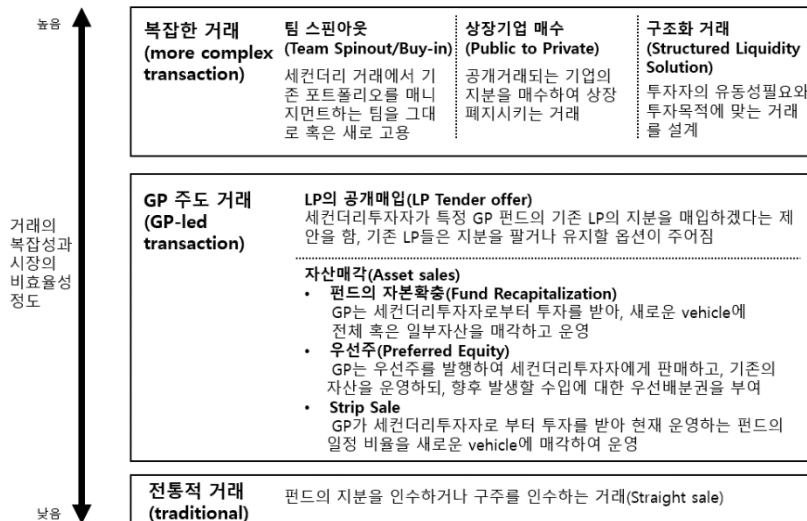 높음
거래의
복잡성과
시장의
비효율성
정도
낮음
복잡한 거래
(more complex
transaction)
팀 스핀아웃
(Team Spinout/Buy-in)
세컨더리 거래에서 기
존 포트폴리오를 매니
지먼트하는 팀을 그대
로 혹은 새로 고용
상장기업 매수
(Public to Private)
공개거래되는 기업의
지분을 매수하여 상장
폐지시키는 거래
구조화 거래
(Structured Liquidity
Solution)
투자자의 유동성필요와
투자목적에 맞는 거래
를 설계
GP 주도 거래
(GP-led
transaction)
LP의 공개매입(LP Tender offer)
세컨더리투자자가 특정 GP 펀드의 기존 LP의 지분을 매입하겠다는 제
안을 함, 기존 LP들은 지분을 팔거나 유지할 옵션이 주어짐
자산매각(Asset sales)
• 펀드의 자본확충(Fund Recapitalization)
GP는 세컨더리투자자로부터 투자를 받아, 새로운 vehicle에
전체 혹은 일부자산을 매각하고 운영
• 우선주(Preferred Equity)
GP는 우선주를 발행하여 세컨더리투자자에게 판매하고, 기존의
자산을 운영하되, 향후 발생할 수입에 대한 우선배분권을 부여
• Strip Sale
GP가 세컨더리투자자로 부터 투자를 받아 현재 운영하는 펀드의
일정 비율을 새로운 vehicle에 매각하여 운영
전통적 거래
(traditional)
펀드의 지분을 인수하거나 구주를 인수하는 거래(Straight sale)